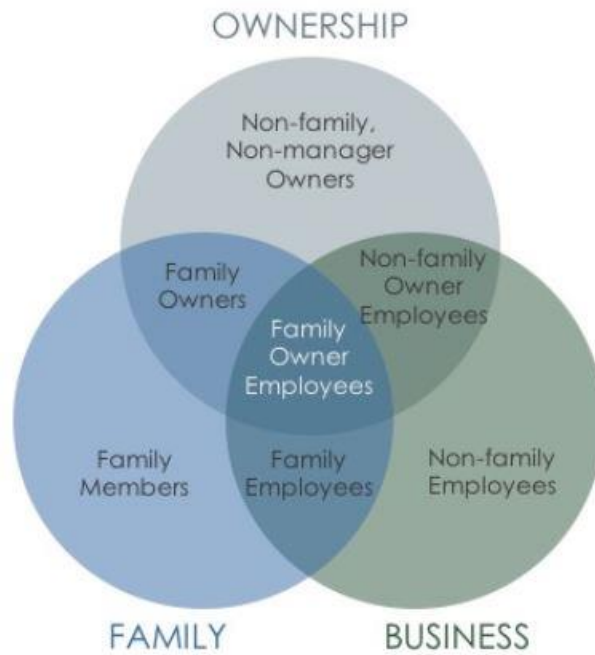 OWNERSHIP
Non-family,
Non-manager
Owners
Family
Owners
Non-family
Owner
Employees
Family
Owner
Employees
Family
Members
Family
Employees
Non-family
Employees
FAMILY
BUSINESS